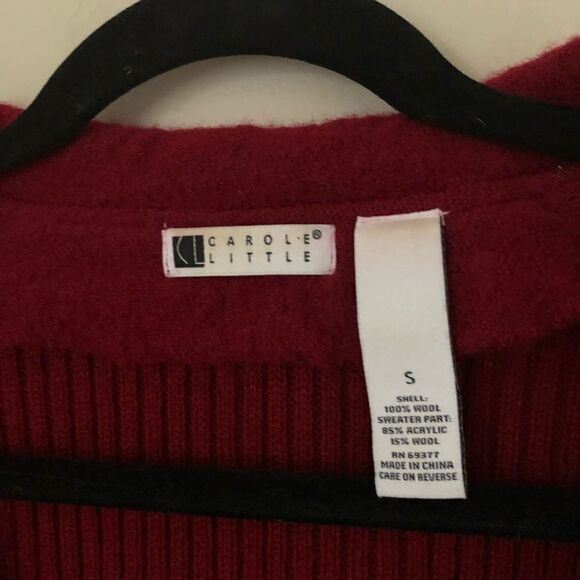 CL CAROLE®
LITTLE
S
SHELL:
100% WOOL
SWEATER PART:
85% ACRYLIC
15% WOOL
RN 69377
MADE IN CHINA
CARE ON REVERSE